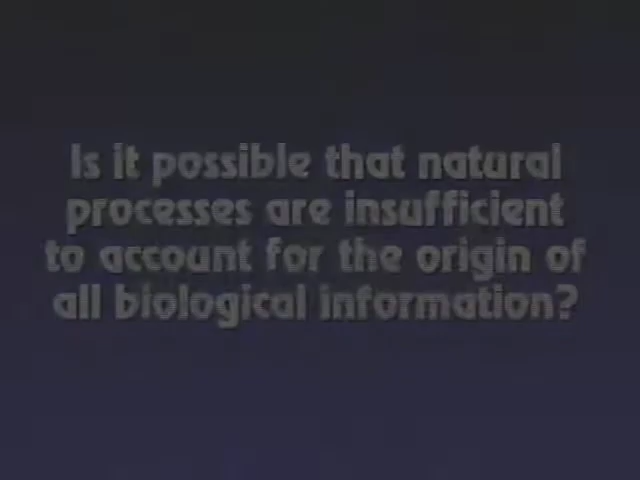 Is it possible that natural
processes are insufficient
to account for the origin of
all biological information?